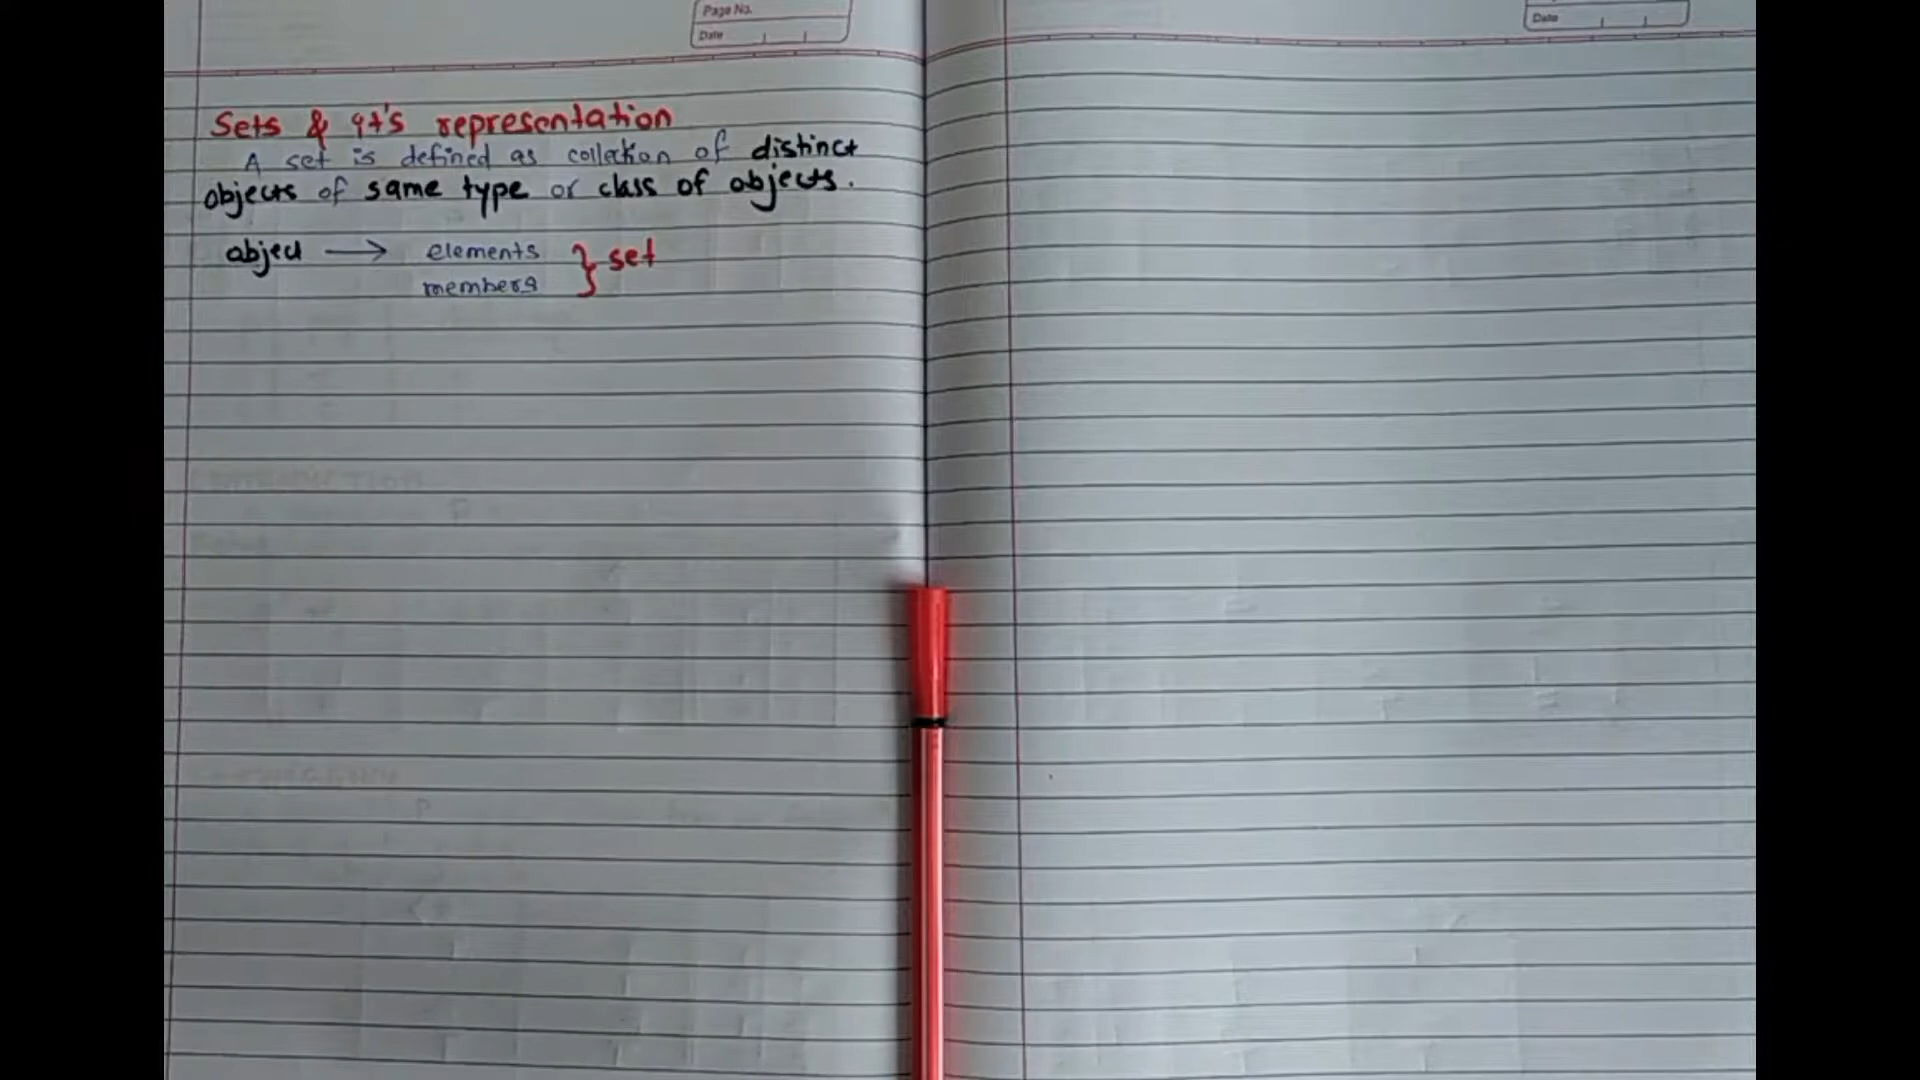 Page No.
Date
Date
Sets & it's representation
A set is defined as collection of distinct
objects of same type or class of objects.
object → elements
members } set